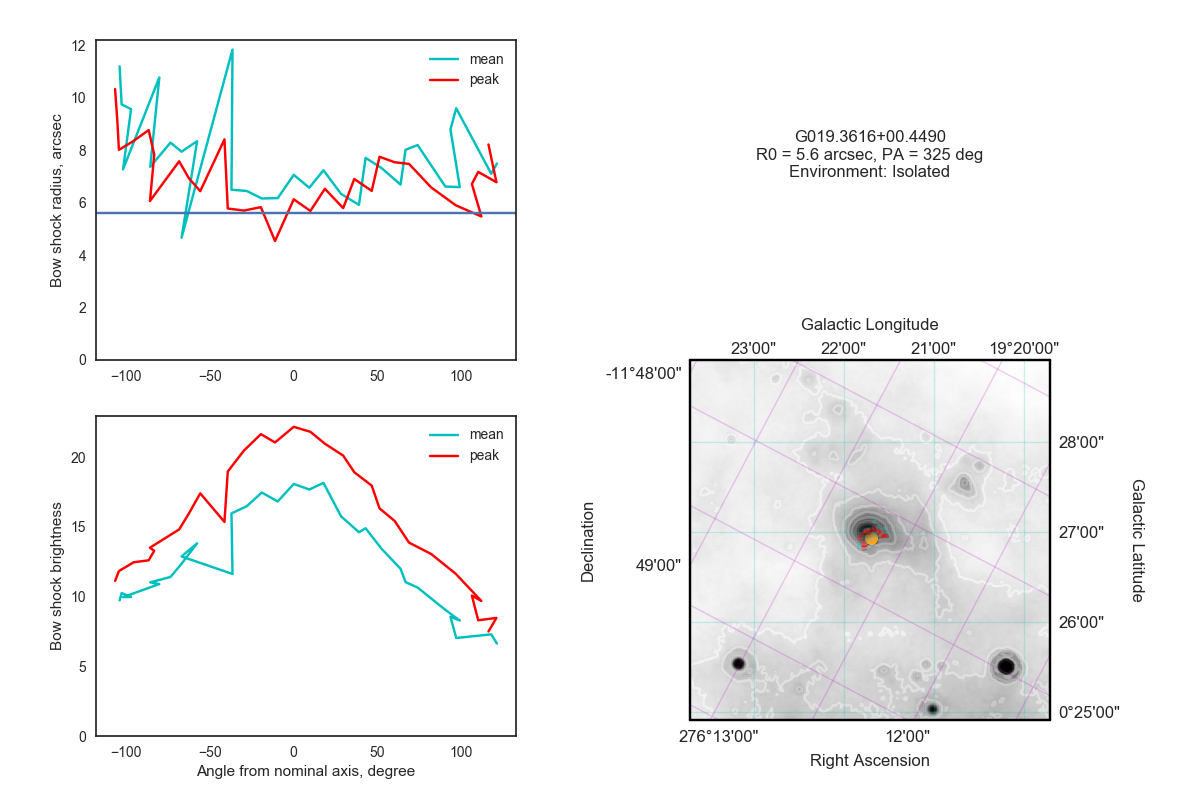 12
10
8
6
4
2
0
Bow shock radius, arcsec
mean
peak
−100
−50
0
50
100
20
15
10
5
0
Bow shock brightness
mean
peak
−100
−50
0
50
100
Angle from nominal axis, degree
G019.3616+00.4490
R0 = 5.6 arcsec, PA = 325 deg
Environment: Isolated
Galactic Longitude
23'00"
22'00"
21'00"
19°20'00"
-11°48'00"
49'00"
Declination
28'00"
27'00"
26'00"
0°25'00"
Galactic Latitude
276°13'00"
12'00"
Right Ascension